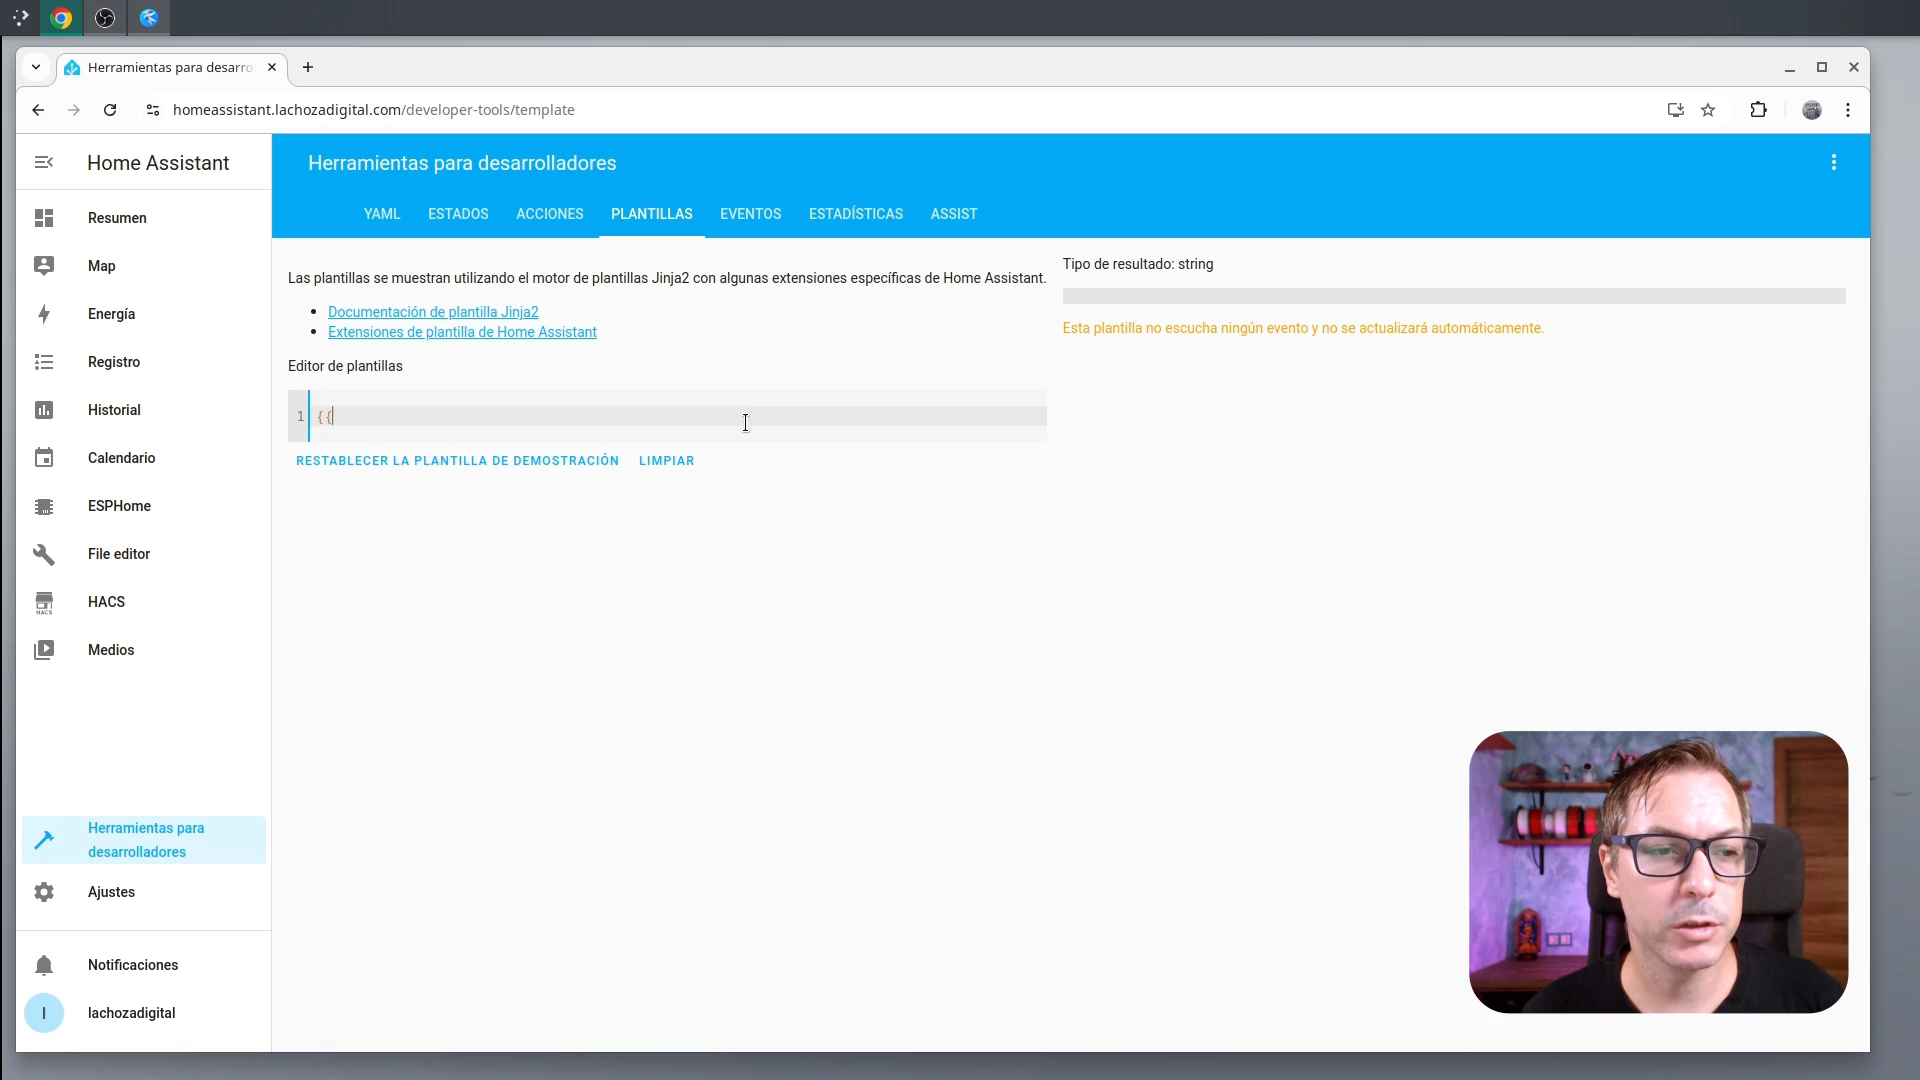 Herramientas para desarro
homeassistant.lachozadigital.com/developer-tools/template
Home Assistant
Herramientas para desarrolladores
YAML ESTADOS ACCIONES PLANTILLAS EVENTOS ESTADÍSTICAS ASSIST
Resumen
Map
Energía
Registro
Historial
Calendario
ESPHome
File editor
HACS
HACS
Medios
Herramientas para
desarrolladores
Ajustes
Notificaciones
l
lachozadigital
Las plantillas se muestran utilizando el motor de plantillas Jinja2 con algunas extensiones específicas de Home Assistant.
Documentación de plantilla Jinja2
Extensiones de plantilla de Home Assistant
Editor de plantillas
1 {{
RESTABLECER LA PLANTILLA DE DEMOSTRACIÓN LIMPIAR
Tipo de resultado: string
Esta plantilla no escucha ningún evento y no se actualizará automáticamente.